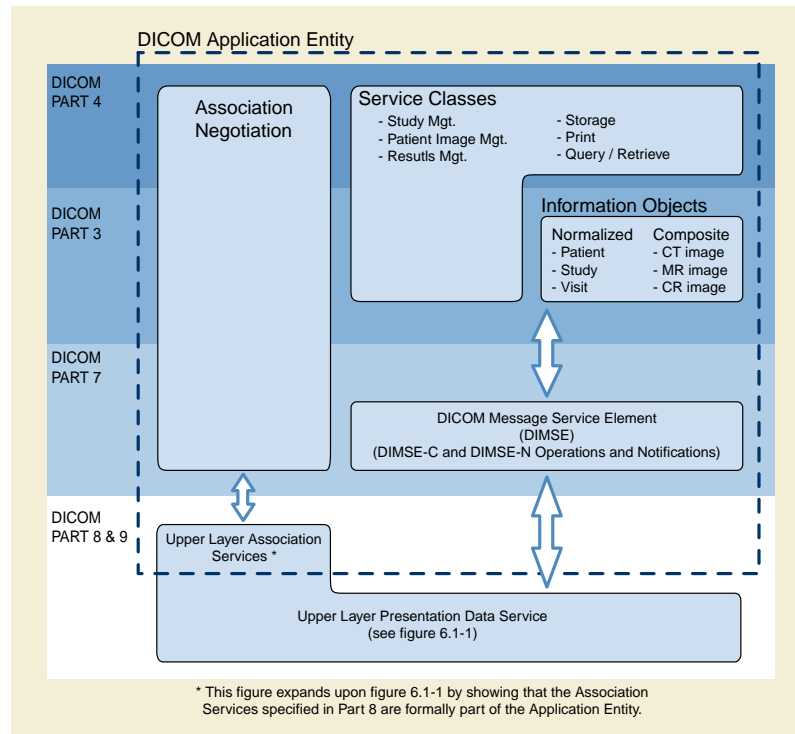 DICOM Application Entity
DICOM
PART 4
Association
Negotiation
Service Classes
- Study Mgt.
- Patient Image Mgt.
- Resutls Mgt.
- Storage
- Print
- Query / Retrieve
DICOM
PART 3
Information Objects
Normalized
- Patient
- Study
- Visit
Composite
- CT image
- MR image
- CR image
DICOM
PART 7
DICOM Message Service Element
(DIMSE)
(DIMSE-C and DIMSE-N Operations and Notifications)
DICOM
PART 8 & 9
Upper Layer Association
Services *
Upper Layer Presentation Data Service
(see figure 6.1-1)
* This figure expands upon figure 6.1-1 by showing that the Association
Services specified in Part 8 are formally part of the Application Entity.